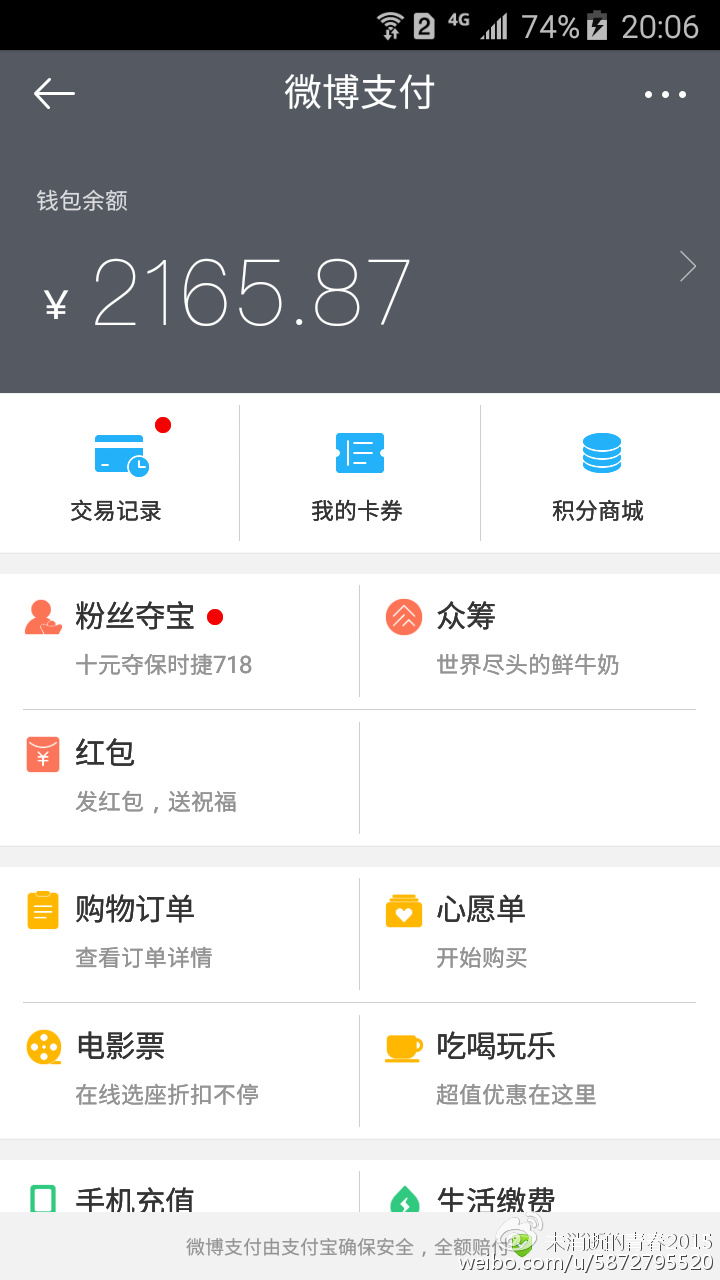 2 4G 74% 20:06
微博支付
钱包余额
¥ 2165.87
交易记录 我的卡券 积分商城
粉丝夺宝 众筹
十元夺保时捷718 世界尽头的鲜牛奶
红包
¥
发红包，送祝福
购物订单 心愿单
查看订单详情 开始购买
电影票 吃喝玩乐
在线选座折扣不停 超值优惠在这里
手机充值 生活缴费
微博支付由支付宝确保安全，全额赔付
未消逝的青春2015
weibo.com/u/5872795520